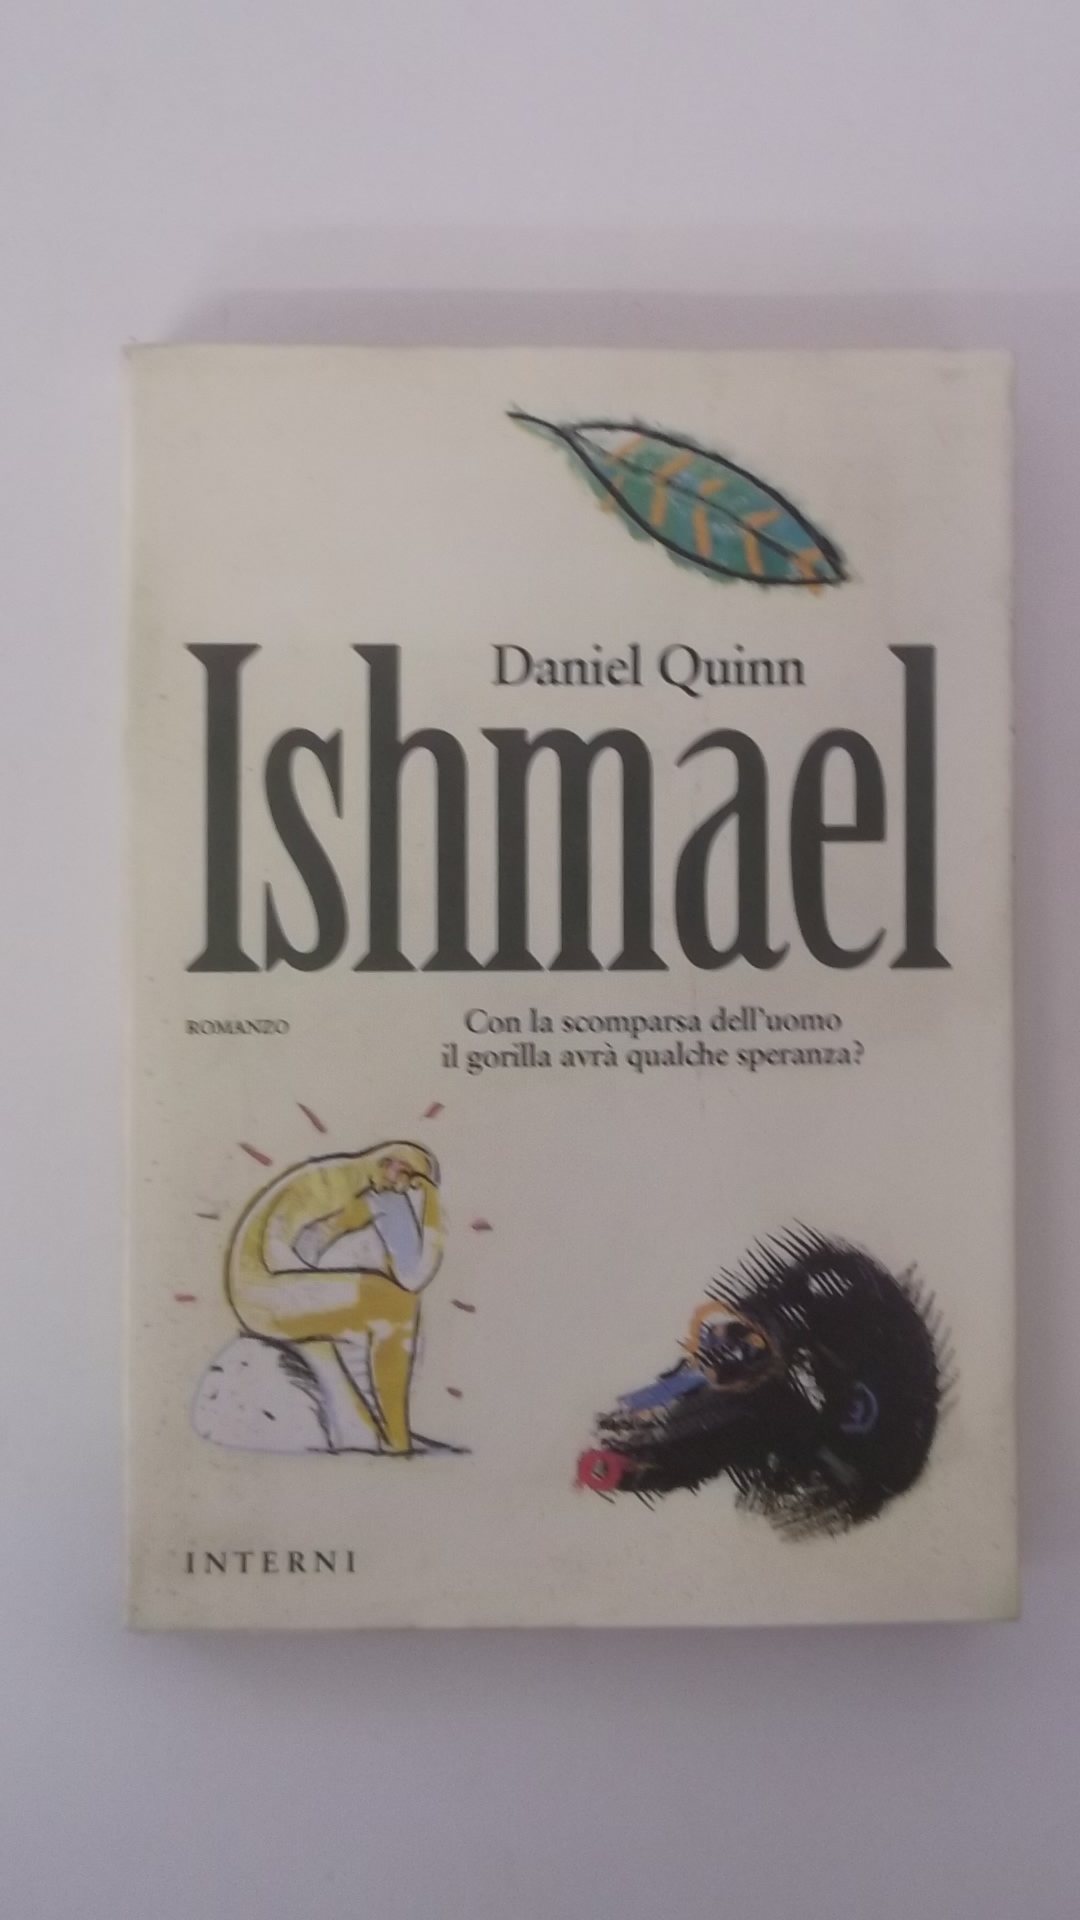 Daniel Quinn
Ishmael
ROMANZO
Con la scomparsa dell'uomo
il gorilla avrà qualche speranza?
INTERNI